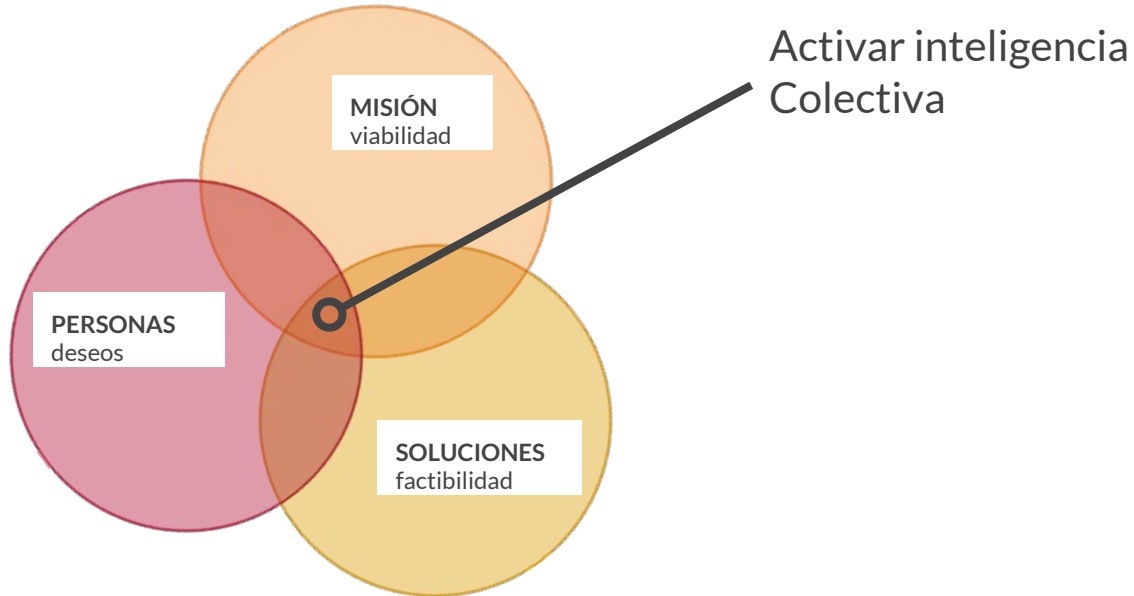 Activar inteligencia
Colectiva
MISIÓN
viabilidad
PERSONAS
deseos
SOLUCIONES
factibilidad